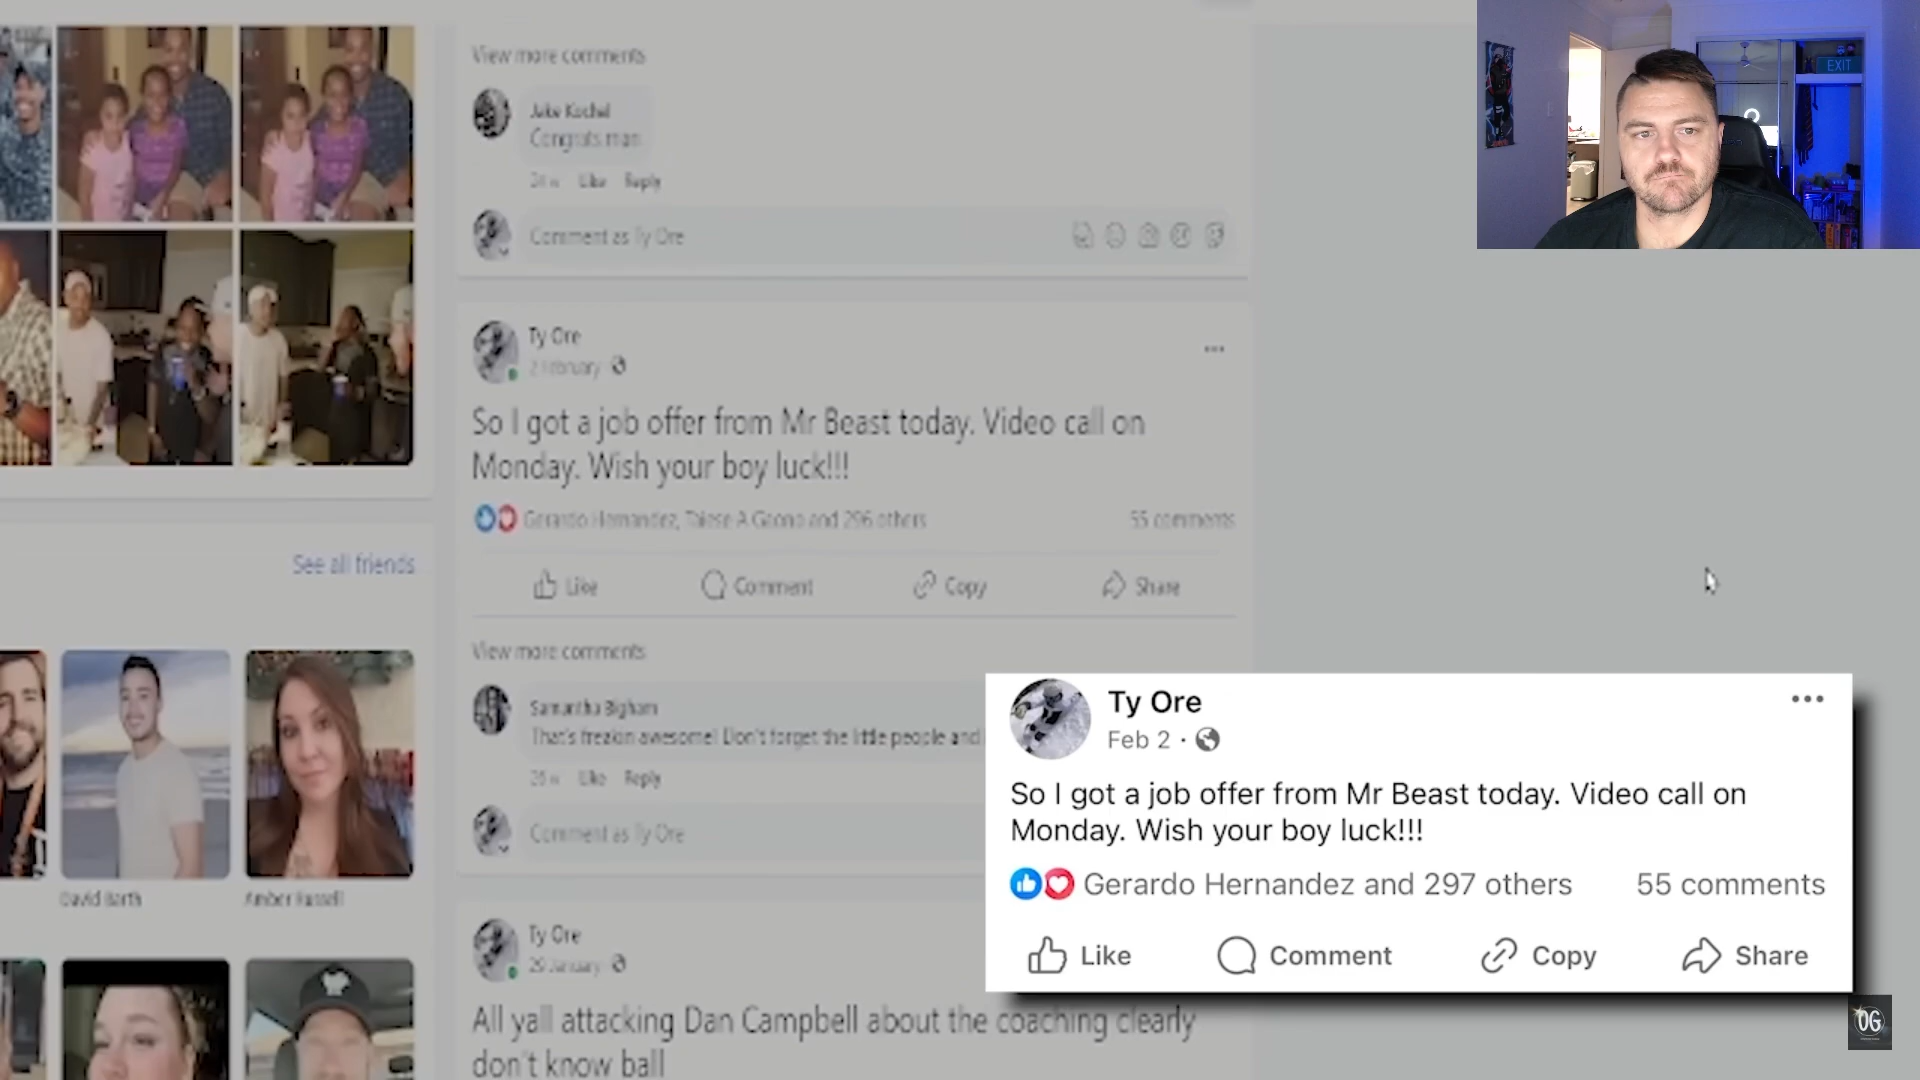 View more comments
Jake Kochel
Congrats man
Like Reply
Comment as Ty Ore
EXIT
Ty Ore
2 February
So I got a job offer from Mr Beast today. Video call on
Monday. Wish your boy luck!!!
Gerardo Hernandez, and 296 others
55 comments
Like
Comment
Copy
Share
See all friends
View more comments
Samantha Bigham
That's freakin awesome! Don't forget the little people and
Like Reply
Comment as Ty Ore
David Barth
Amber Russell
Ty Ore
29 January
All yall attacking Dan Campbell about the coaching clearly
don't know ball
Ty Ore
Feb 2 ·
So I got a job offer from Mr Beast today. Video call on
Monday. Wish your boy luck!!!
Gerardo Hernandez and 297 others
55 comments
Like
Comment
Copy
Share
OG